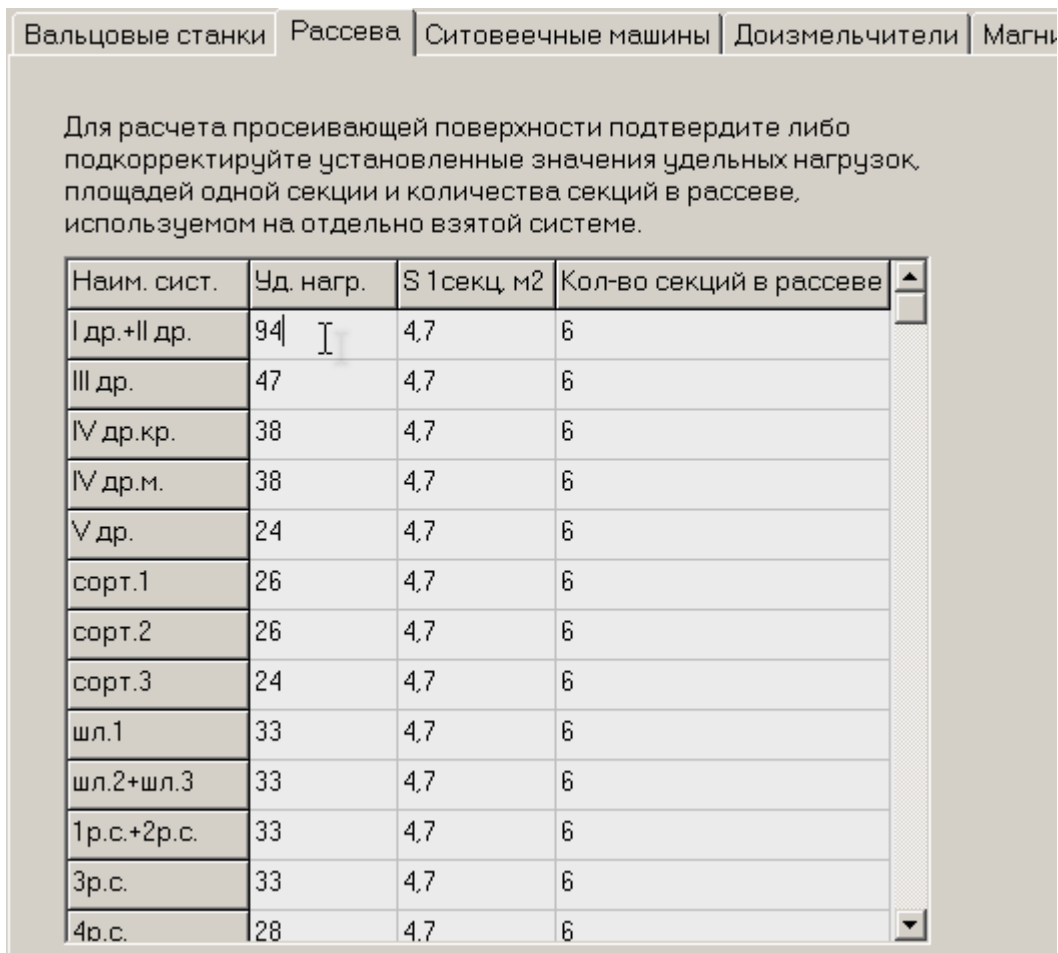 Вальцовые станки Рассева Ситовеечные машины Доизмельчители Магни
Для расчета просеивающей поверхности подтвердите либо
подкорректируйте установленные значения удельных нагрузок,
площадей одной секции и количества секций в рассеве,
используемом на отдельно взятой системе.
Наим. сист. Уд. нагр. S 1секц, м2 Кол-во секций в рассеве
I др.+II др. 94 4,7 6
III др. 47 4,7 6
IV др.кр. 38 4,7 6
IV др.м. 38 4,7 6
V др. 24 4,7 6
сорт.1 26 4,7 6
сорт.2 26 4,7 6
сорт.3 24 4,7 6
шл.1 33 4,7 6
шл.2+шл.3 33 4,7 6
1р.с.+2р.с. 33 4,7 6
3р.с. 33 4,7 6
4р.с. 28 4,7 6